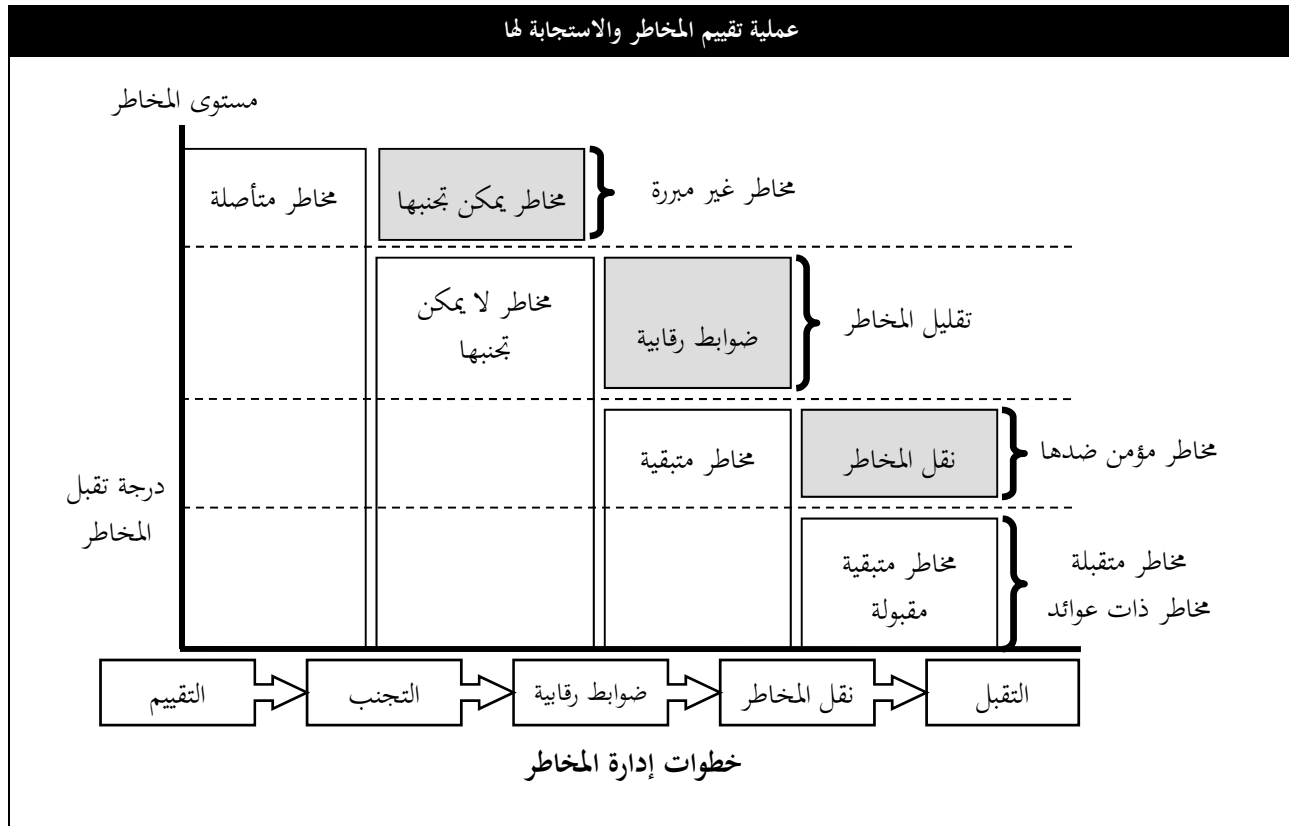 عملية تقييم المخاطر والاستجابة لها
مستوى المخاطر
مخاطر متأصلة
مخاطر يمكن تجنبها
مخاطر غير مبررة
مخاطر لا يمكن
تجنبها
ضوابط رقابية
تقليل المخاطر
مخاطر متبقية
نقل المخاطر
مخاطر مؤمن ضدها
درجة تقبل
المخاطر
مخاطر متبقية
مقبولة
مخاطر متقبلة
مخاطر ذات عوائد
التقييم
التجنب
ضوابط رقابية
نقل المخاطر
التقبل
خطوات إدارة المخاطر